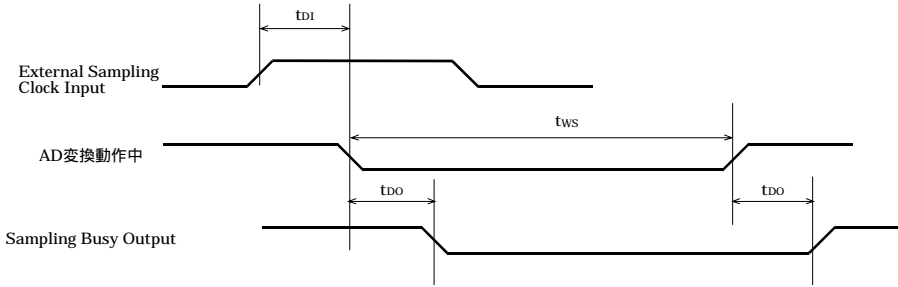 tDI
External Sampling
Clock Input
tWS
AD変換動作中
tDO
tDO
Sampling Busy Output